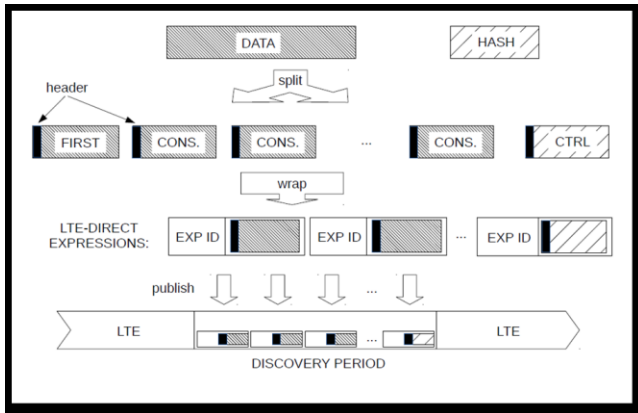 DATA
HASH
split
header
FIRST
CONS.
CONS.
...
CONS.
CTRL
wrap
LTE-DIRECT
EXPRESSIONS:
EXP ID
EXP ID
...
EXP ID
publish
...
LTE
...
LTE
DISCOVERY PERIOD